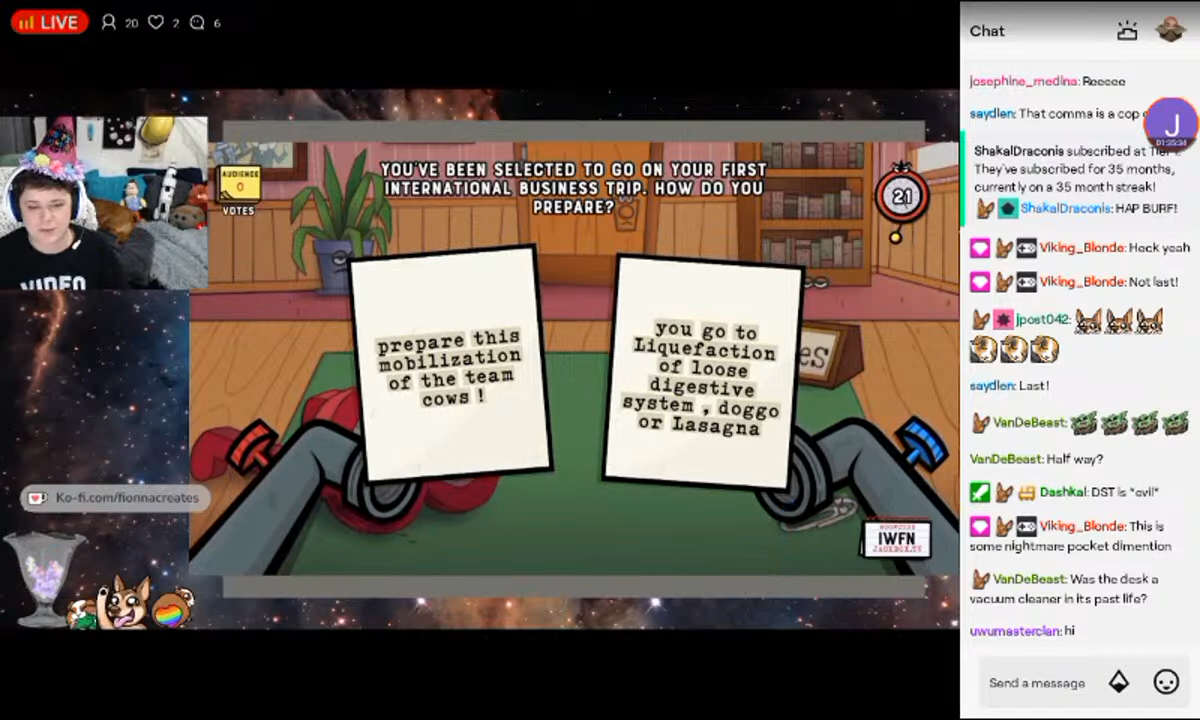 LIVE 20 2 6
AUDIENCE
0
VOTES
YOU'VE BEEN SELECTED TO GO ON YOUR FIRST
INTERNATIONAL BUSINESS TRIP. HOW DO YOU
PREPARE?
21
prepare this
mobilization
of the team
cows !
you go to
Liquefaction
of loose
digestive
system , doggo
or Lasagna
IWFN
JACKBOX.TV
VIDEO
Ko-fi.com/fionnacreates
Chat
josephine_medina: Reeeee
saydlen: That comma is a cop
J
ShakalDraconis subscribed at Tier
They've subscribed for 35 months,
currently on a 35 month streak!
ShakalDraconis: HAP BURF!
Viking_Blonde: Heck yeah
Viking_Blonde: Not last!
jpost042:
saydlen: Last!
VanDeBeast:
VanDeBeast: Half way?
Dashkal: DST is *evil*
Viking_Blonde: This is
some nightmare pocket dimention
VanDeBeast: Was the desk a
vacuum cleaner in its past life?
uwumasterclan: hi
Send a message